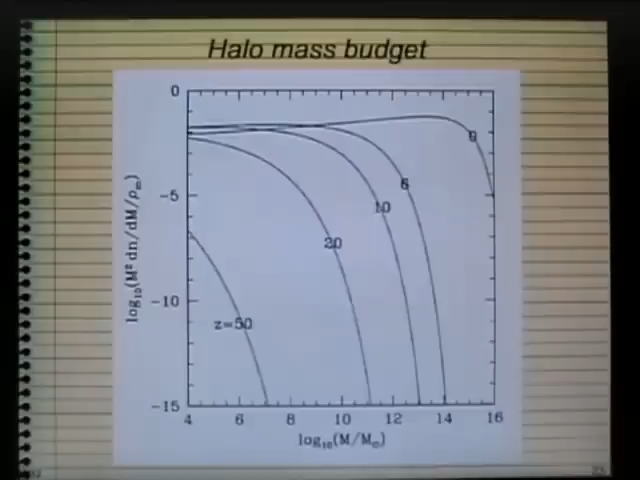 Halo mass budget
0
-5
-10
-15
log₁₀(M² dn/dM/ρₘ)
0
6
10
20
z=50
4 6 8 10 12 14 16
log₁₀(M/M⊙)